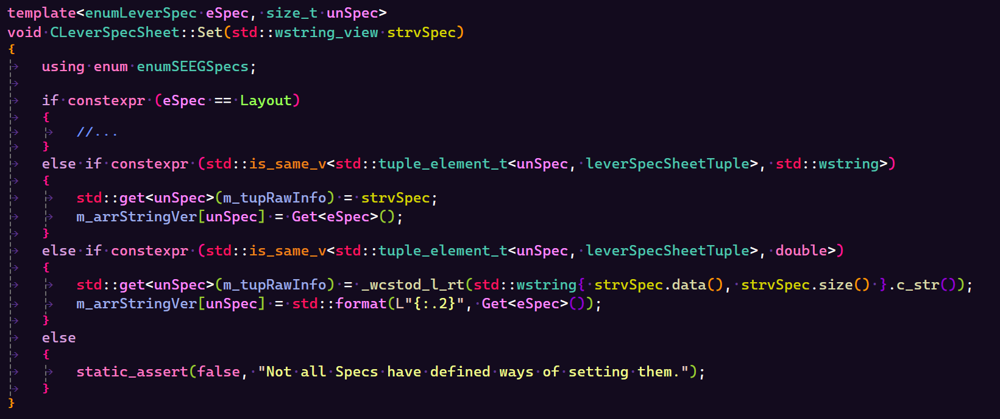 template<enumLeverSpec eSpec, size_t unSpec>
void CLeverSpecSheet::Set(std::wstring_view strvSpec)
{
    using enum enumSEEGSpecs;

    if constexpr (eSpec == Layout)
    {
        //...
    }
    else if constexpr (std::is_same_v<std::tuple_element_t<unSpec, leverSpecSheetTuple>, std::wstring>)
    {
        std::get<unSpec>(m_tupRawInfo) = strvSpec;
        m_arrStringVer[unSpec] = Get<eSpec>();
    }
    else if constexpr (std::is_same_v<std::tuple_element_t<unSpec, leverSpecSheetTuple>, double>)
    {
        std::get<unSpec>(m_tupRawInfo) = _wcstod_l_rt(std::wstring{ strvSpec.data(), strvSpec.size() }.c_str());
        m_arrStringVer[unSpec] = std::format(L"{:.2}", Get<eSpec>());
    }
    else
    {
        static_assert(false, "Not all Specs have defined ways of setting them.");
    }
}